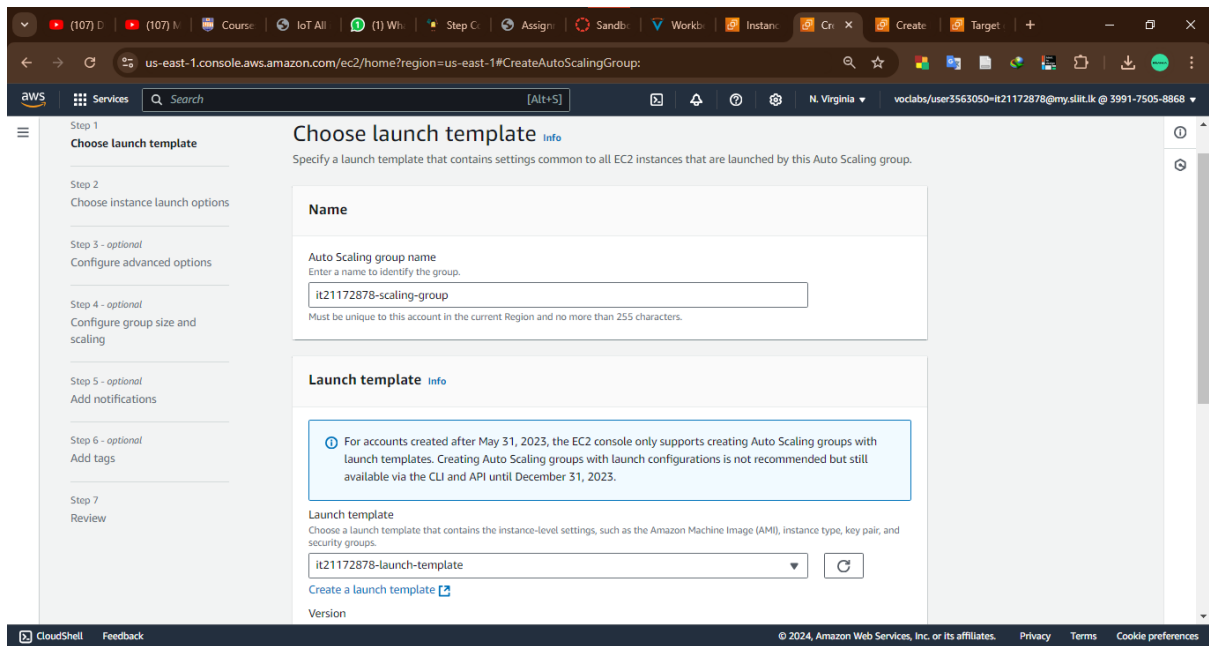 (107) D
(107) M
Course
IoT All
(1) Wh
Step Co
Assign
Sandbo
Workb
Instanc
Cre
Create
Target
us-east-1.console.aws.amazon.com/ec2/home?region=us-east-1#CreateAutoScalingGroup:
aws
Services
Search
[Alt+S]
N. Virginia
voclabs/user3563050=it21172878@my.sliit.lk @ 3991-7505-8868
Step 1
Choose launch template
Step 2
Choose instance launch options
Step 3 - optional
Configure advanced options
Step 4 - optional
Configure group size and
scaling
Step 5 - optional
Add notifications
Step 6 - optional
Add tags
Step 7
Review
Choose launch template Info
Specify a launch template that contains settings common to all EC2 instances that are launched by this Auto Scaling group.
Name
Auto Scaling group name
Enter a name to identify the group.
it21172878-scaling-group
Must be unique to this account in the current Region and no more than 255 characters.
Launch template Info
For accounts created after May 31, 2023, the EC2 console only supports creating Auto Scaling groups with
launch templates. Creating Auto Scaling groups with launch configurations is not recommended but still
available via the CLI and API until December 31, 2023.
Launch template
Choose a launch template that contains the instance-level settings, such as the Amazon Machine Image (AMI), instance type, key pair, and
security groups.
it21172878-launch-template
Create a launch template
Version
CloudShell
Feedback
© 2024, Amazon Web Services, Inc. or its affiliates.
Privacy
Terms
Cookie preferences